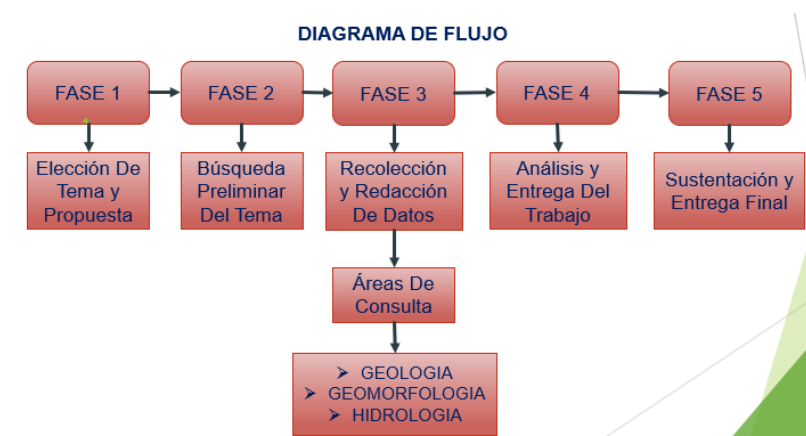 DIAGRAMA DE FLUJO
FASE 1
FASE 2
FASE 3
FASE 4
FASE 5
Elección De
Tema y
Propuesta
Búsqueda
Preliminar
Del Tema
Recolección
y Redacción
De Datos
Análisis y
Entrega Del
Trabajo
Sustentación y
Entrega Final
Áreas De
Consulta
➢ GEOLOGIA
➢ GEOMORFOLOGIA
➢ HIDROLOGIA